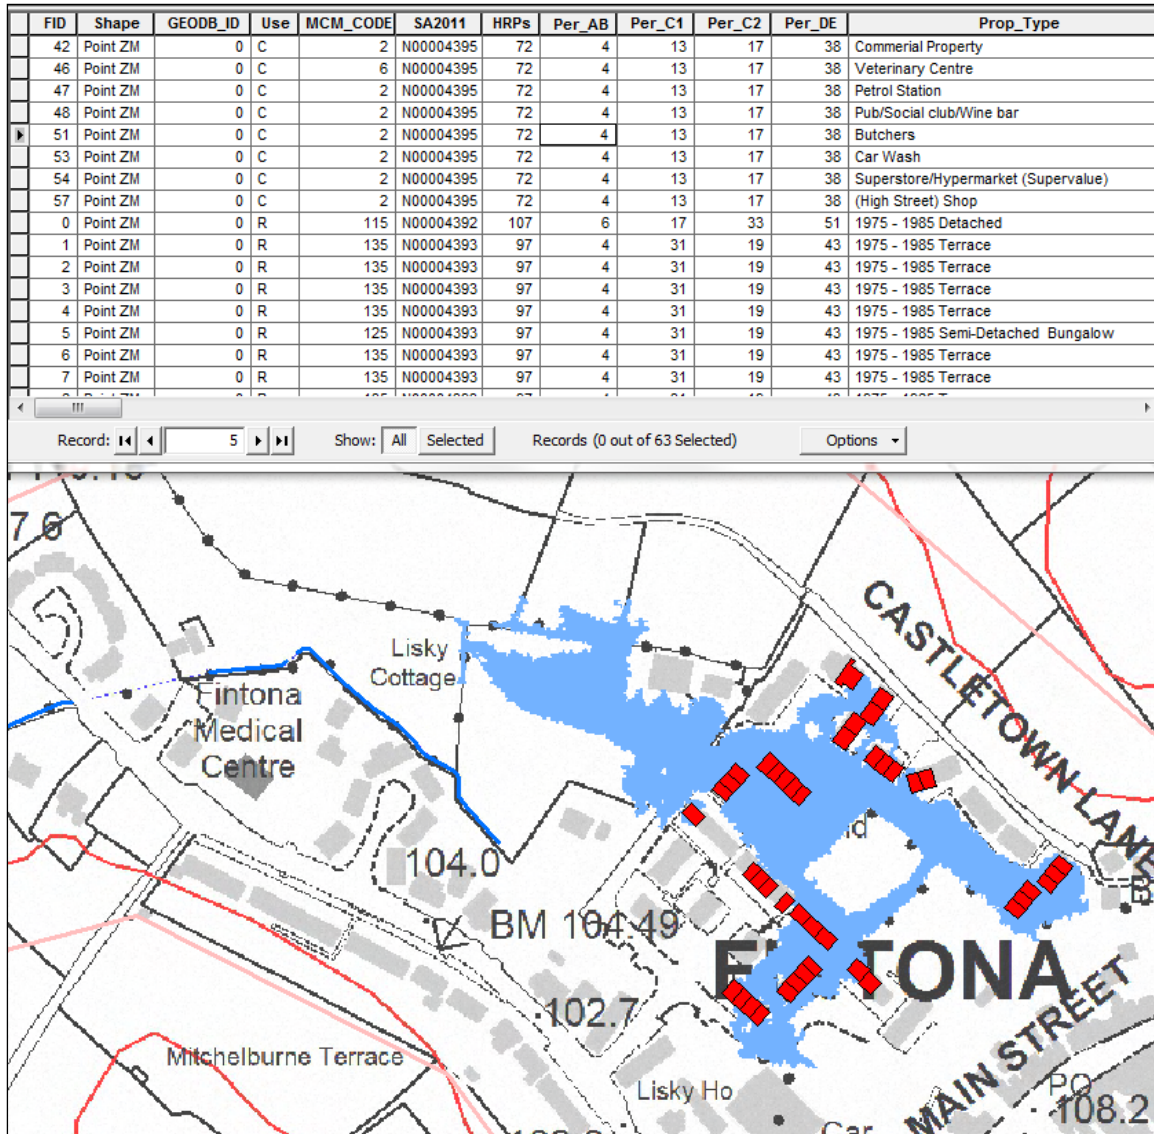 FID Shape GEODB_ID Use MCM_CODE SA2011 HRPs Per_AB Per_C1 Per_C2 Per_DE Prop_Type
42 Point ZM 0 C 2 N00004395 72 4 13 17 38 Commerial Property
46 Point ZM 0 C 6 N00004395 72 4 13 17 38 Veterinary Centre
47 Point ZM 0 C 2 N00004395 72 4 13 17 38 Petrol Station
48 Point ZM 0 C 2 N00004395 72 4 13 17 38 Pub/Social club/Wine bar
51 Point ZM 0 C 2 N00004395 72 4 13 17 38 Butchers
53 Point ZM 0 C 2 N00004395 72 4 13 17 38 Car Wash
54 Point ZM 0 C 2 N00004395 72 4 13 17 38 Superstore/Hypermarket (Supervalue)
57 Point ZM 0 C 2 N00004395 72 4 13 17 38 (High Street) Shop
0 Point ZM 0 R 115 N00004392 107 6 17 33 51 1975 - 1985 Detached
1 Point ZM 0 R 135 N00004393 97 4 31 19 43 1975 - 1985 Terrace
2 Point ZM 0 R 135 N00004393 97 4 31 19 43 1975 - 1985 Terrace
3 Point ZM 0 R 135 N00004393 97 4 31 19 43 1975 - 1985 Terrace
4 Point ZM 0 R 135 N00004393 97 4 31 19 43 1975 - 1985 Terrace
5 Point ZM 0 R 125 N00004393 97 4 31 19 43 1975 - 1985 Semi-Detached Bungalow
6 Point ZM 0 R 135 N00004393 97 4 31 19 43 1975 - 1985 Terrace
7 Point ZM 0 R 135 N00004393 97 4 31 19 43 1975 - 1985 Terrace
Record: 5 Show: All Selected Records (0 out of 63 Selected) Options
7.6
CASTLETOWN LANE
Lisky
Cottage
Fintona
Medical
Centre
104.0
BM 104.49
F TONA
102.7
MAIN STREET
Mitchelburne Terrace
Lisky Ho
PO
108.2
Car